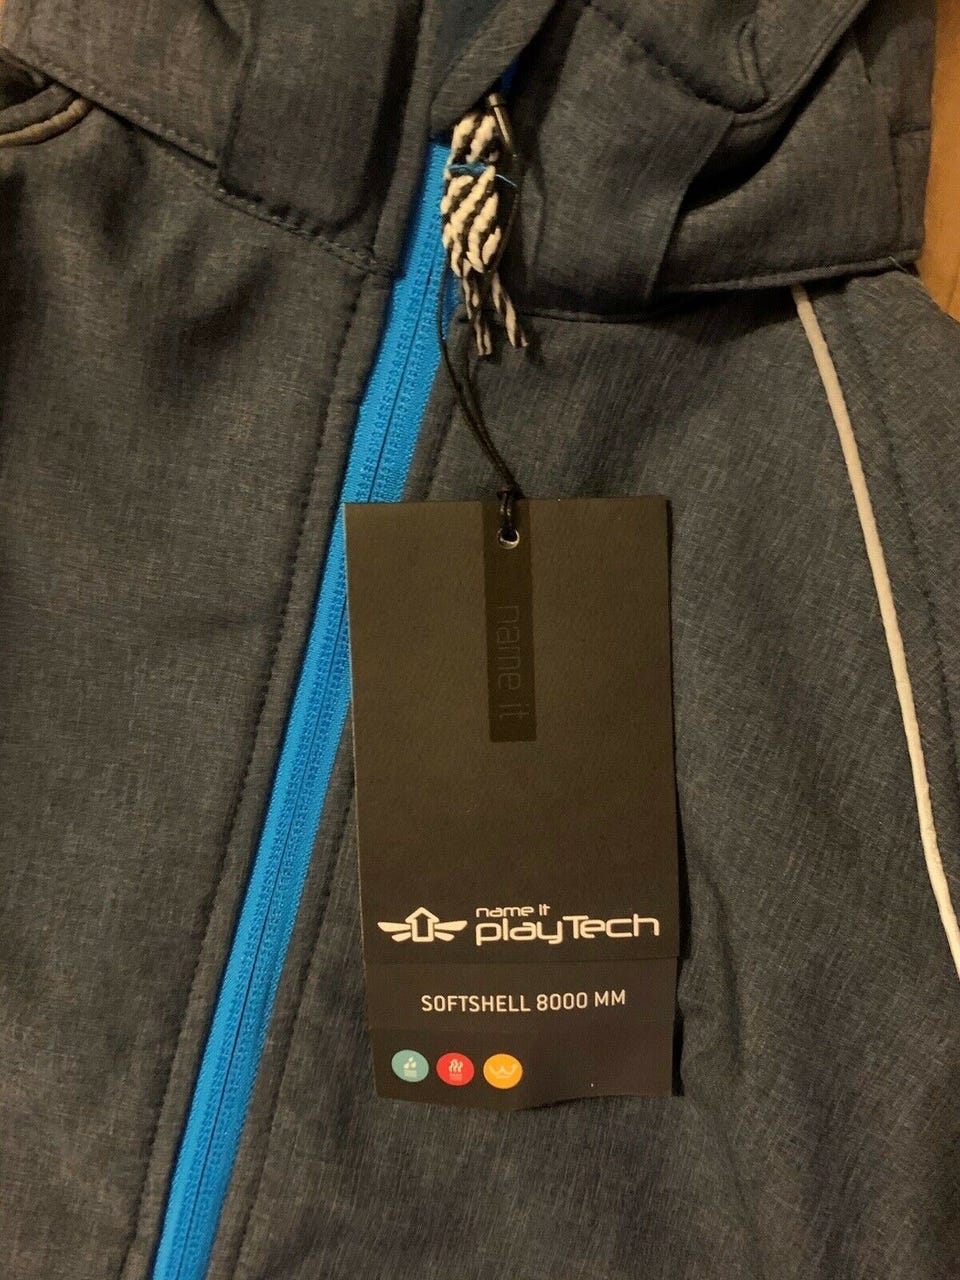 name it
name it
playTech
SOFTSHELL 8000 MM